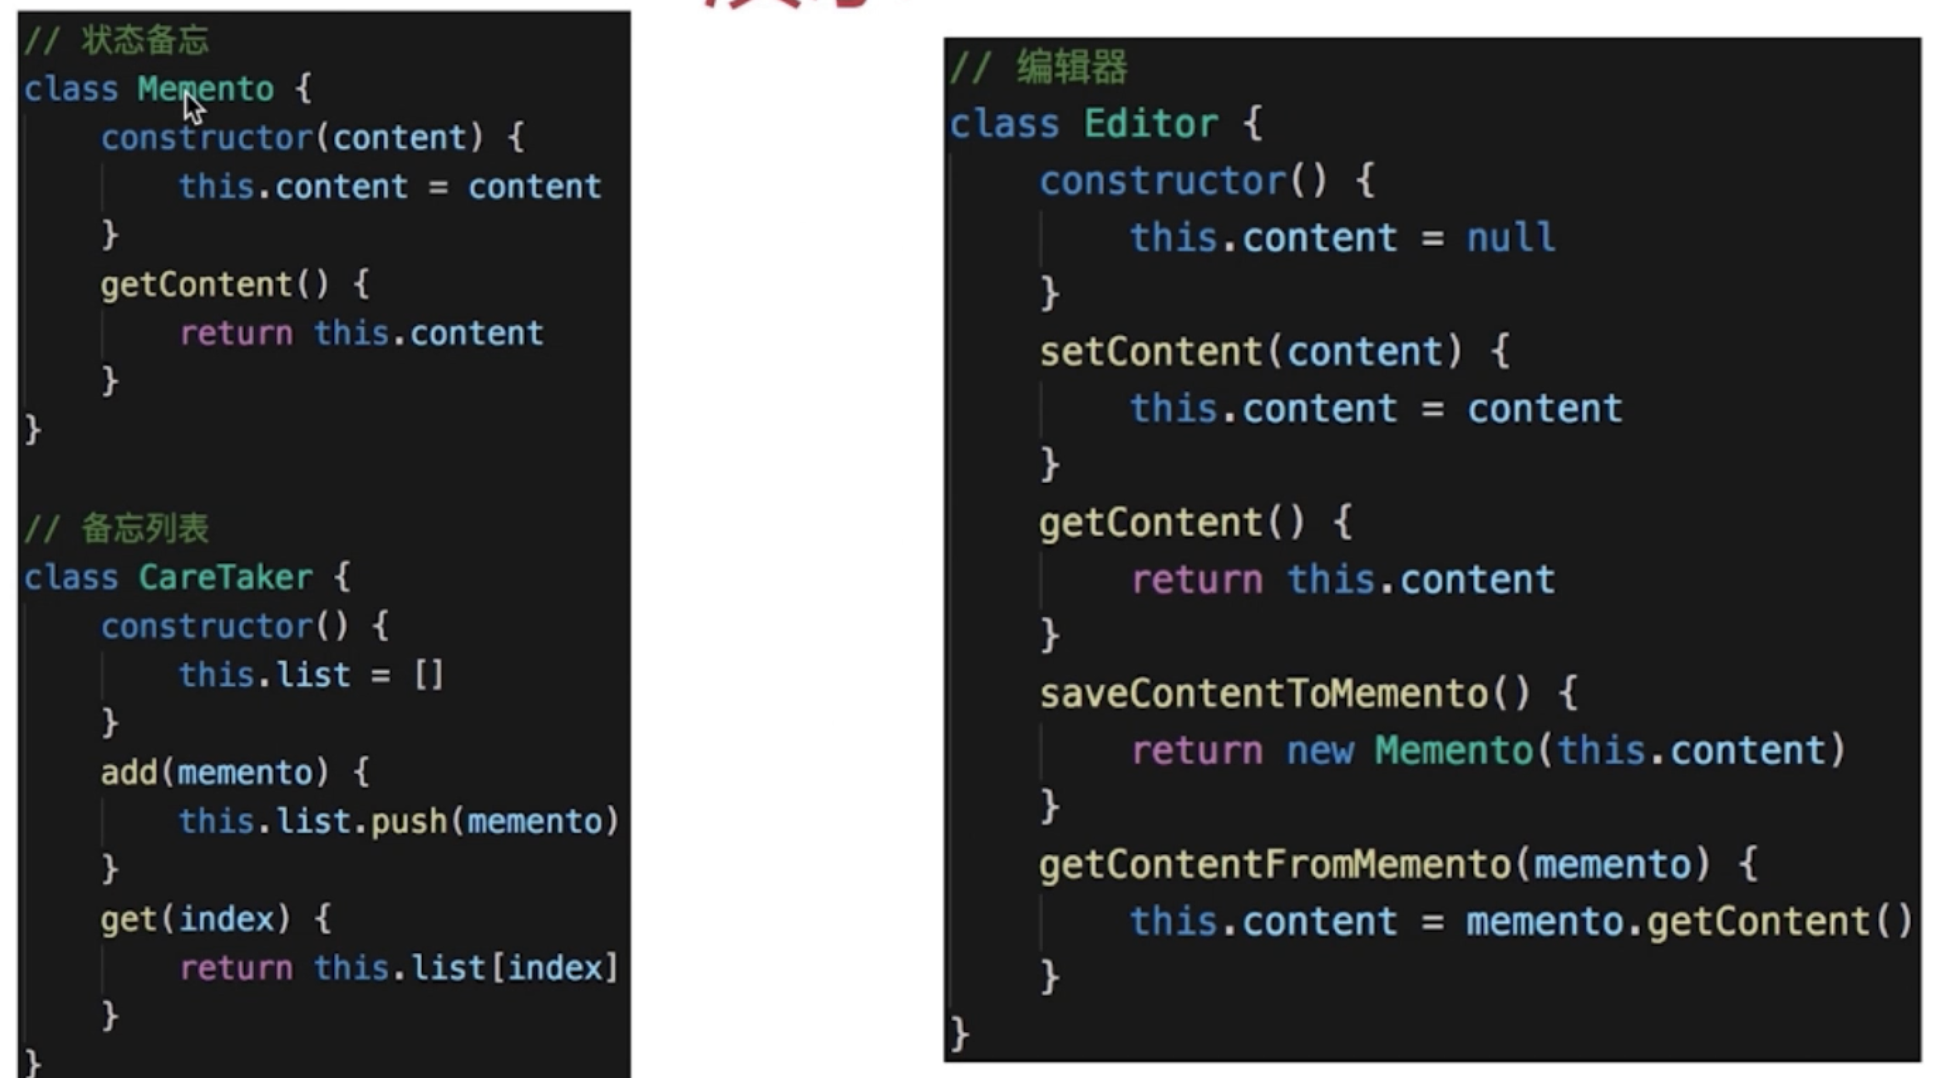 // 状态备忘
class Memento {
    constructor(content) {
        this.content = content
    }
    getContent() {
        return this.content
    }
}

// 备忘列表
class CareTaker {
    constructor() {
        this.list = []
    }
    add(memento) {
        this.list.push(memento)
    }
    get(index) {
        return this.list[index]
    }
}

// 编辑器
class Editor {
    constructor() {
        this.content = null
    }
    setContent(content) {
        this.content = content
    }
    getContent() {
        return this.content
    }
    saveContentToMemento() {
        return new Memento(this.content)
    }
    getContentFromMemento(memento) {
        this.content = memento.getContent()
    }
}